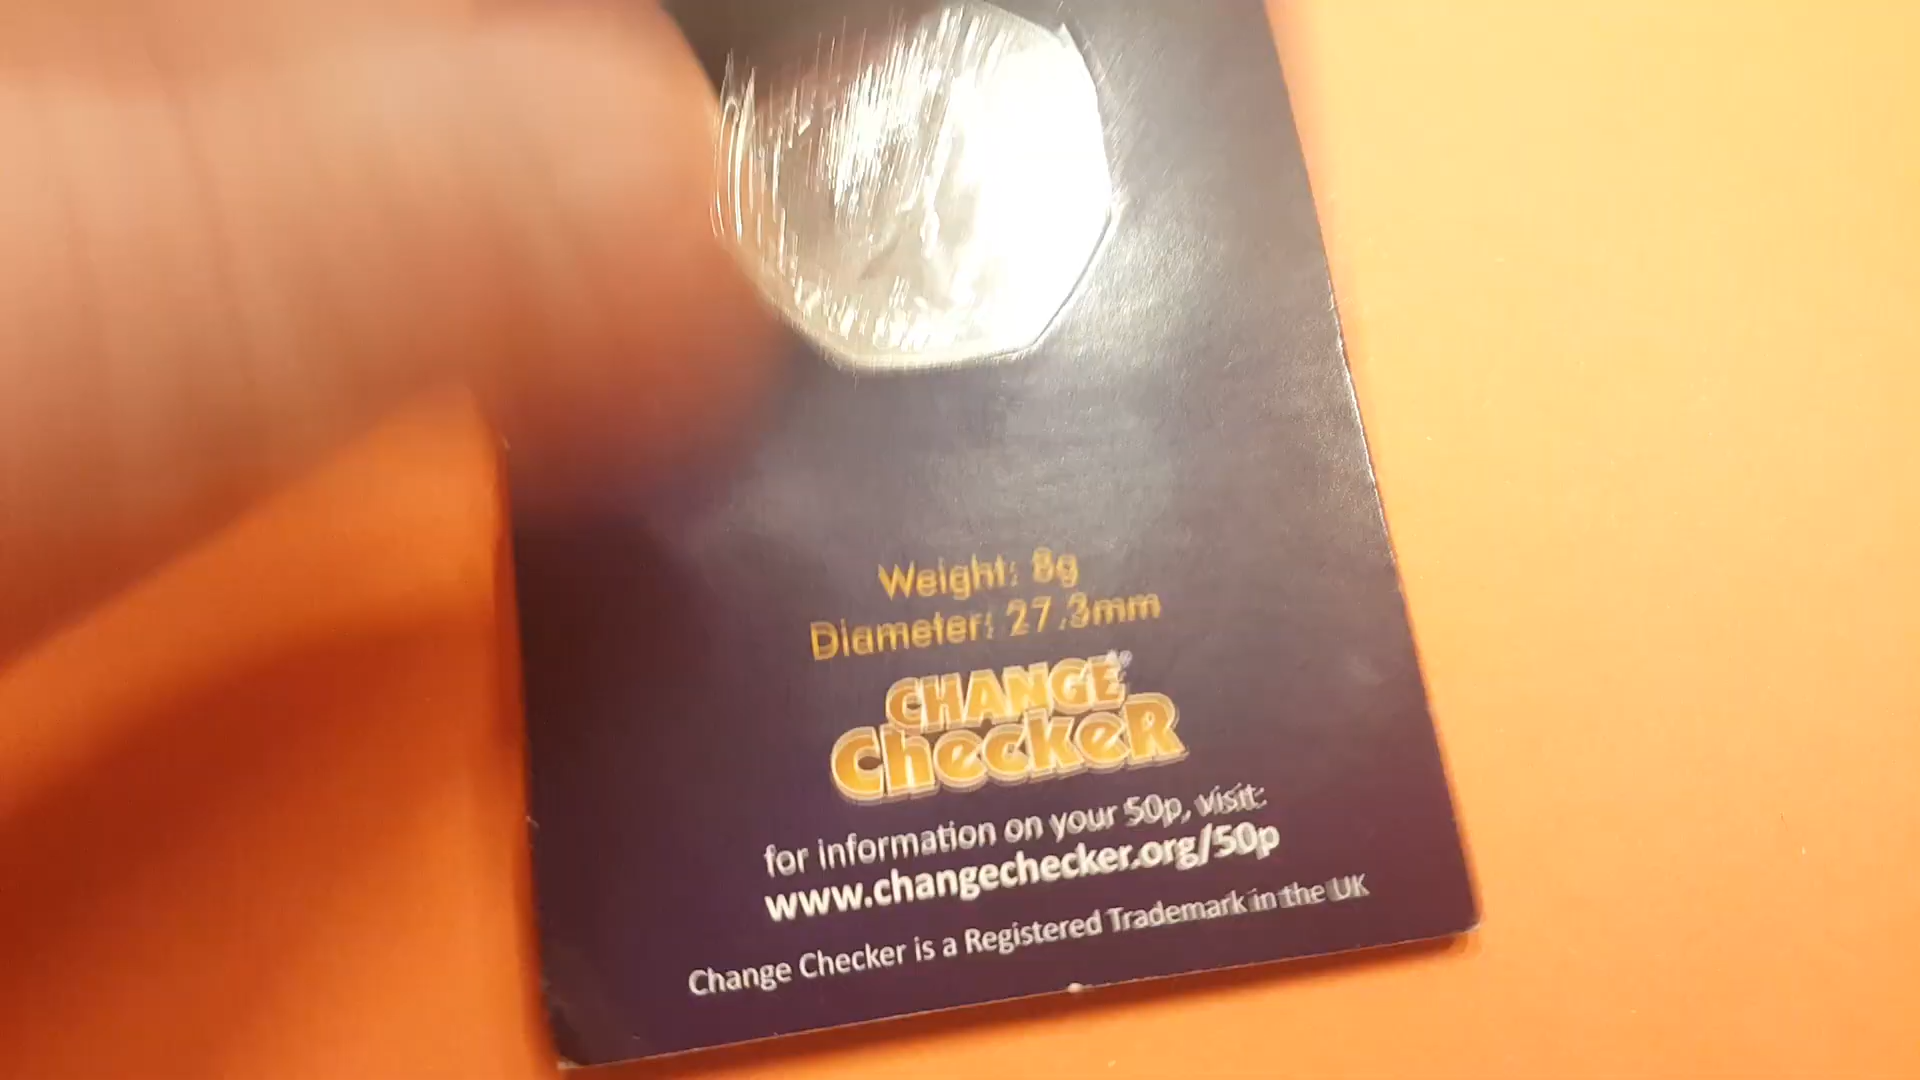 Weight: 8g
Diameter: 27.3mm
CHANGE
CheckeR
for information on your 50p, visit:
www.changechecker.org/50p
Change Checker is a Registered Trademark in the UK